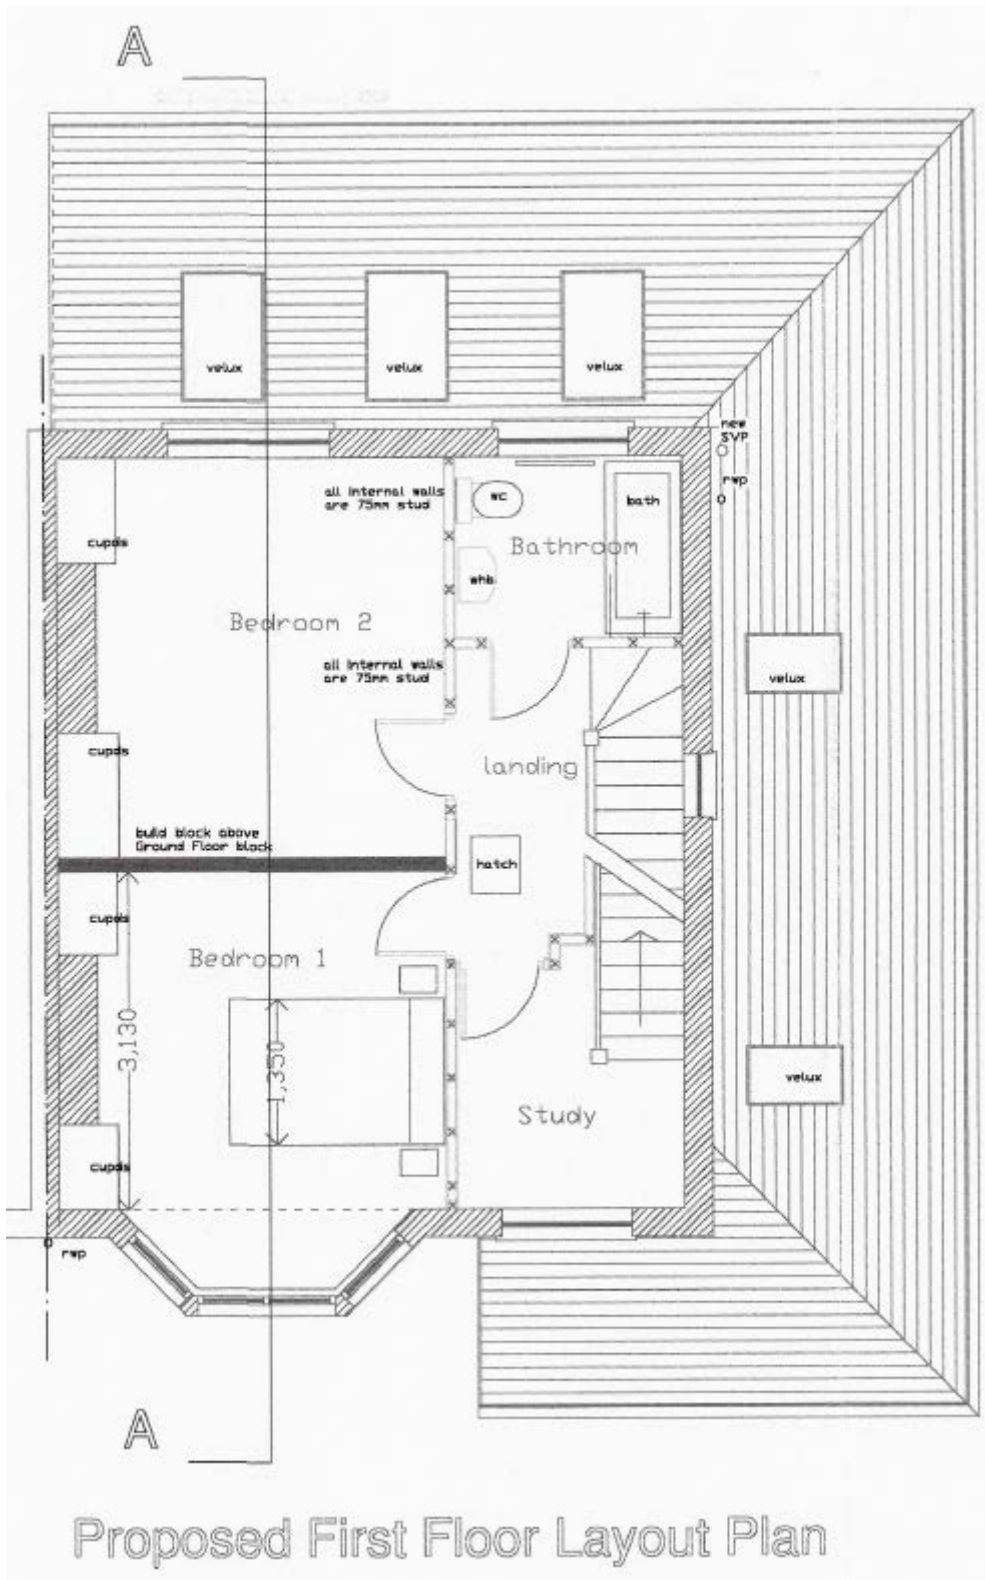 A
velux
velux
velux
new
SVP
rwp
all internal walls
are 75mm stud
wc
bath
cupds
Bathroom
whb
Bedroom 2
all internal walls
are 75mm stud
velux
cupds
landing
build block above
Ground Floor block
hatch
cupds
Bedroom 1
3,130
1,350
velux
Study
cupds
rwp
A
Proposed First Floor Layout Plan